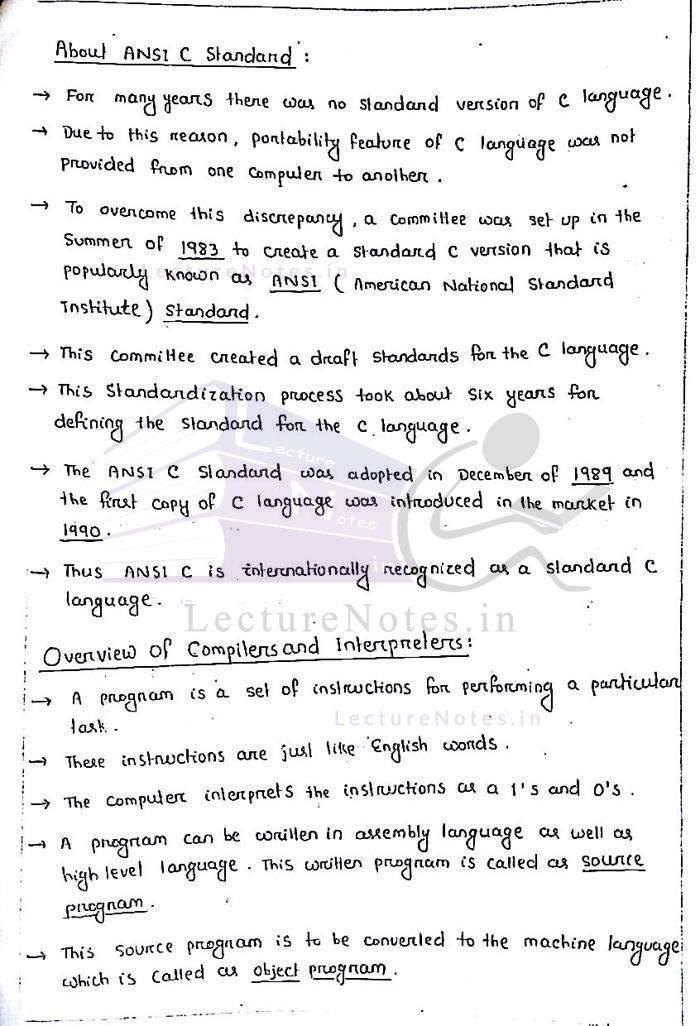 About ANSI C Standard :
→ For many years there was no standard version of C language.
→ Due to this reason, portability feature of C language was not
provided from one computer to another.
→ To overcome this discrepancy, a committee was set up in the
Summer of 1983 to create a standard C version that is
popularly known as ANSI ( American National Standard
LectureNotes.in
Institute) standard.
→ This committee created a draft standards for the C language.
→ This Standardization process took about six years for
defining the standard for the C language.
Lecture
→ The ANSI C Standard was adopted in December of 1989 and
the first copy of C language was introduced in the market in
Notes
1990.
.in
→ Thus ANSI C is internationally recognized as a standard C
language.
LectureNotes.in
Overview of Compilers and Interpreters:
→ A program is a set of instructions for performing a particular
task.
LectureNotes.in
→ These instructions are just like English words.
→ The computer interprets the instructions as a 1's and 0's.
→ A program can be written in assembly language as well as
high level language. This written program is called as source
program.
→ This source program is to be converted to the machine language
which is called as object program.